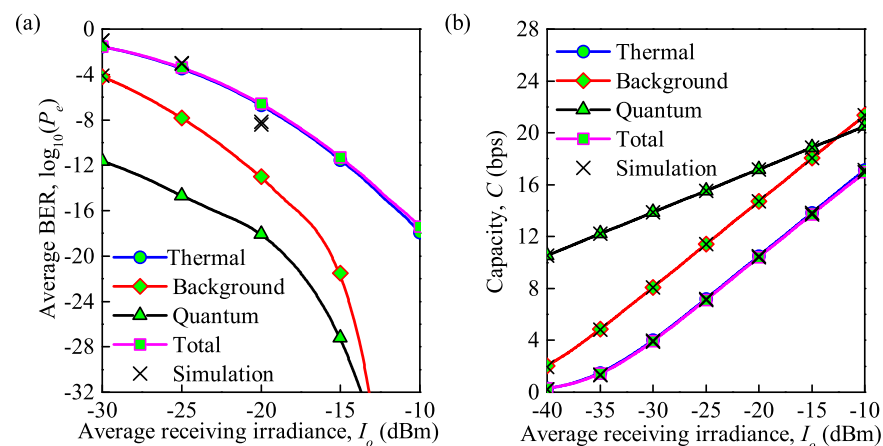 (a)
0
-4
-8
-12
-16
-20
-24
-28
-32
Average BER, log10(Pe)
Thermal
Background
Quantum
Total
Simulation
-30 -25 -20 -15 -10
Average receiving irradiance, Io (dBm)
(b)
28
24
20
16
12
8
4
0
Capacity, C (bps)
Thermal
Background
Quantum
Total
Simulation
-40 -35 -30 -25 -20 -15 -10
Average receiving irradiance, Io (dBm)